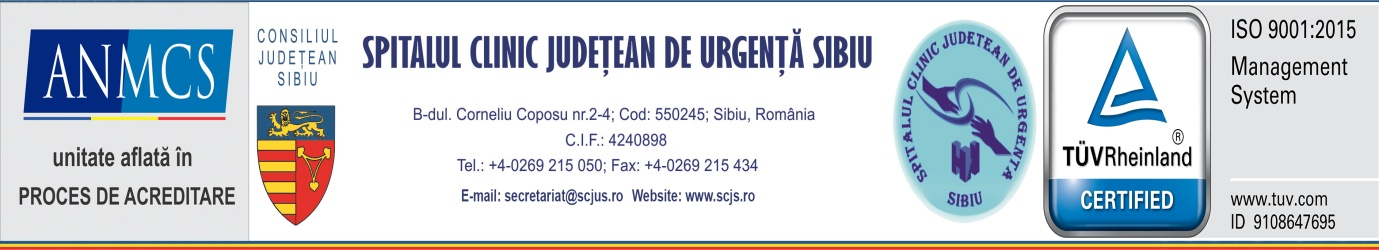 ANMCS
unitate aflată în
PROCES DE ACREDITARE
CONSILIUL
JUDEȚEAN
SIBIU
SPITALUL CLINIC JUDEȚEAN DE URGENȚĂ SIBIU
B-dul. Corneliu Coposu nr.2-4; Cod: 550245; Sibiu, România
C.I.F.: 4240898
Tel.: +4-0269 215 050; Fax: +4-0269 215 434
E-mail: secretariat@scjus.ro Website: www.scjs.ro
SPITALUL CLINIC JUDETEAN DE URGENȚĂ
SIBIU
TÜVRheinland®
CERTIFIED
ISO 9001:2015
Management
System
www.tuv.com
ID 9108647695